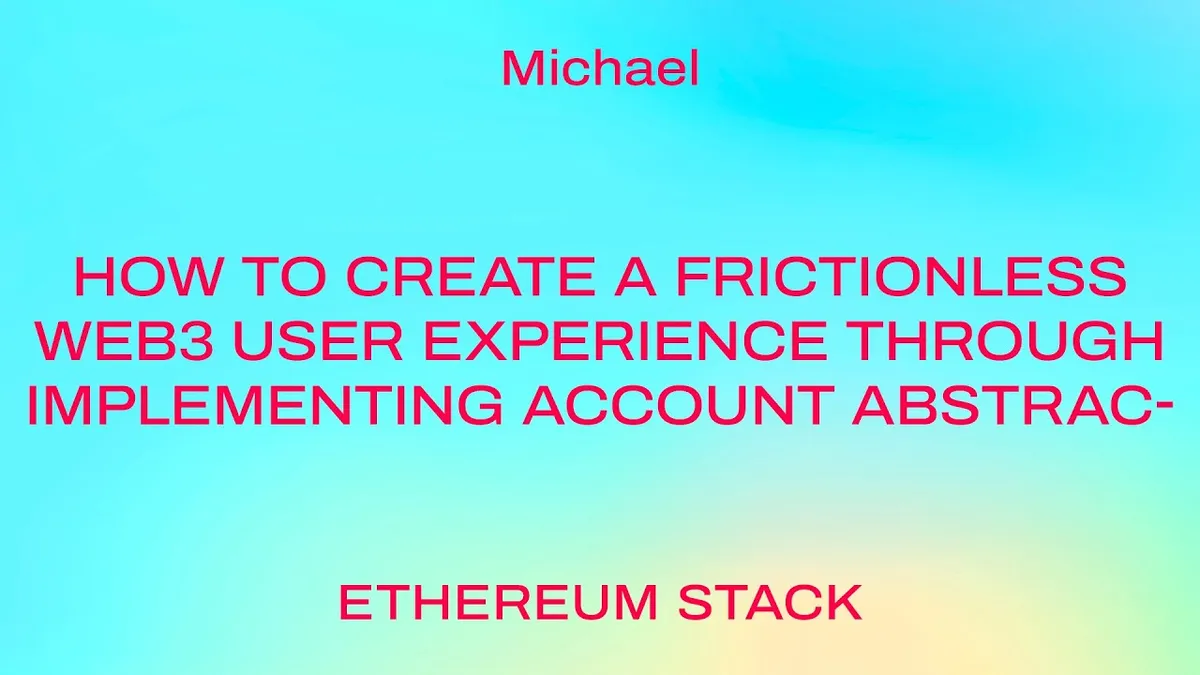 Michael
HOW TO CREATE A FRICTIONLESS
WEB3 USER EXPERIENCE THROUGH
IMPLEMENTING ACCOUNT ABSTRAC-
ETHEREUM STACK